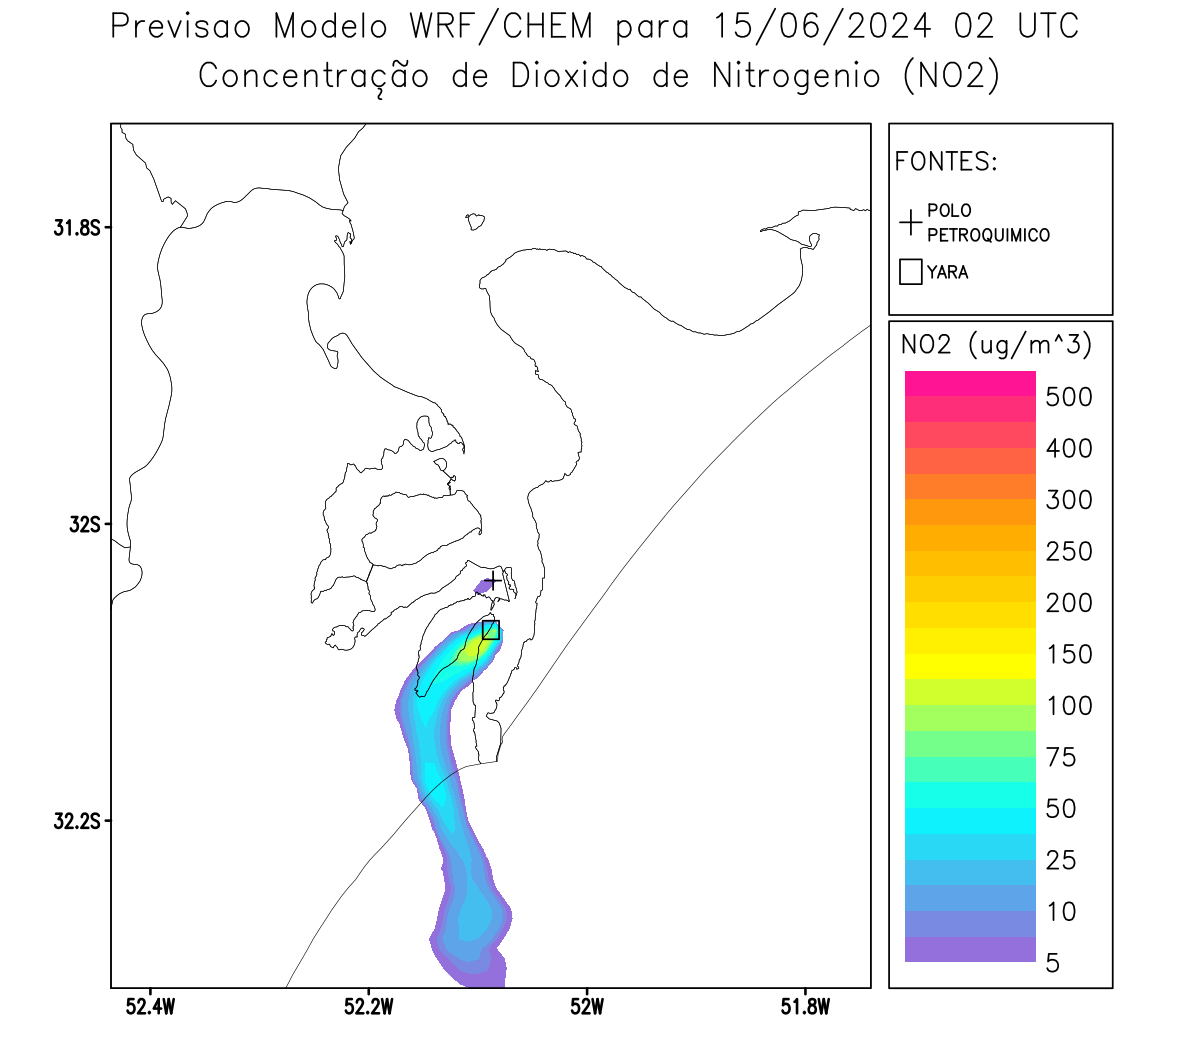 Previsao Modelo WRF/CHEM para 15/06/2024 02 UTC
Concentração de Dioxido de Nitrogenio (NO2)
FONTES:
POLO
PETROQUIMICO
YARA
NO2 (ug/m^3)
500
400
300
250
200
150
100
75
50
25
10
5
31.8S
32S
32.2S
52.4W
52.2W
52W
51.8W